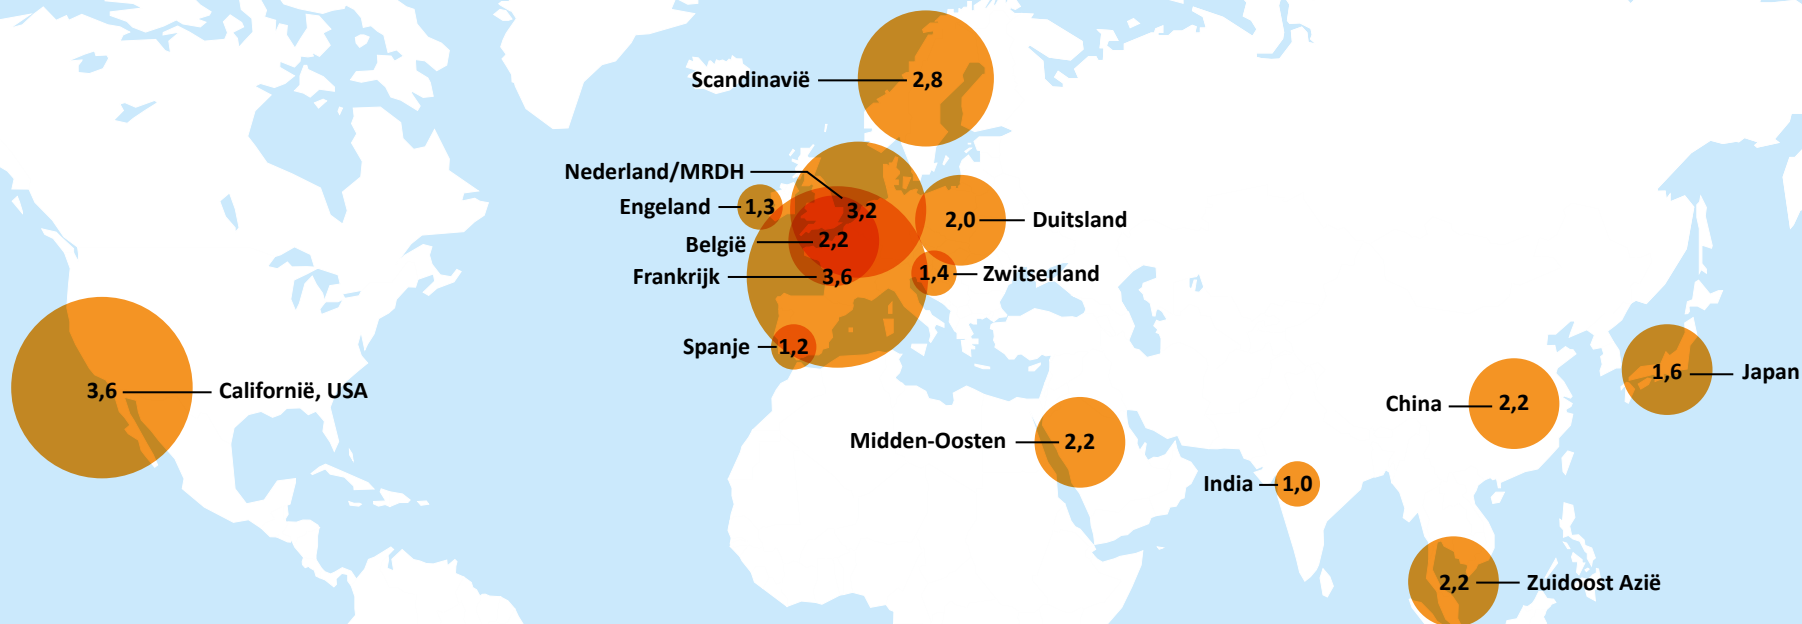 Scandinavië 2,8
Nederland/MRDH 3,2
Engeland 1,3
2,0 Duitsland
België 2,2
Frankrijk 3,6
1,4 Zwitserland
Spanje 1,2
3,6 Californië, USA
1,6 Japan
China 2,2
Midden-Oosten 2,2
India 1,0
2,2 Zuidoost Azië